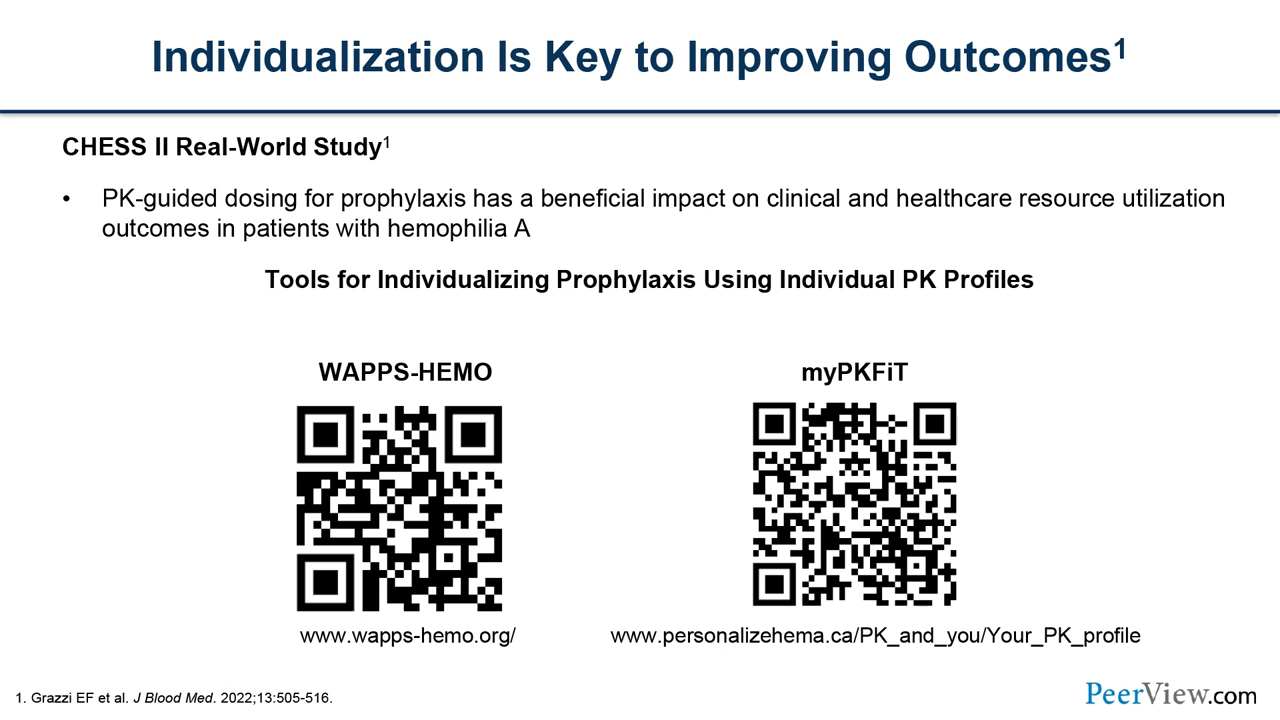 Individualization Is Key to Improving Outcomes1
CHESS II Real-World Study1
• PK-guided dosing for prophylaxis has a beneficial impact on clinical and healthcare resource utilization
outcomes in patients with hemophilia A
Tools for Individualizing Prophylaxis Using Individual PK Profiles
WAPPS-HEMO
www.wapps-hemo.org/
myPKFiT
www.personalizehema.ca/PK_and_you/Your_PK_profile
1. Grazzi EF et al. J Blood Med. 2022;13:505-516.
PeerView.com